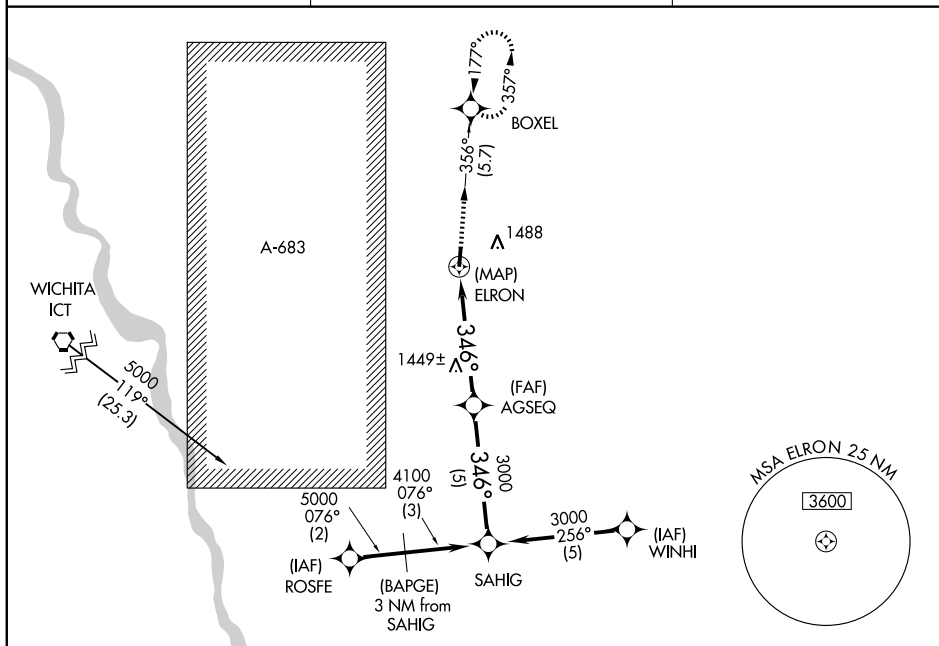 177°
357°
BOXEL
356°
(5.7)
A-683
1488
(MAP)
ELRON
WICHITA
ICT
5000
119°
(25.3)
346°
1449±
(FAF)
AGSEQ
346°
3000
(5)
MSA ELRON 25 NM
3600
4100
076°
(3)
5000
076°
(2)
3000
256°
(5)
(IAF)
WINHI
(IAF)
ROSFE
SAHIG
(BAPGE)
3 NM from
SAHIG